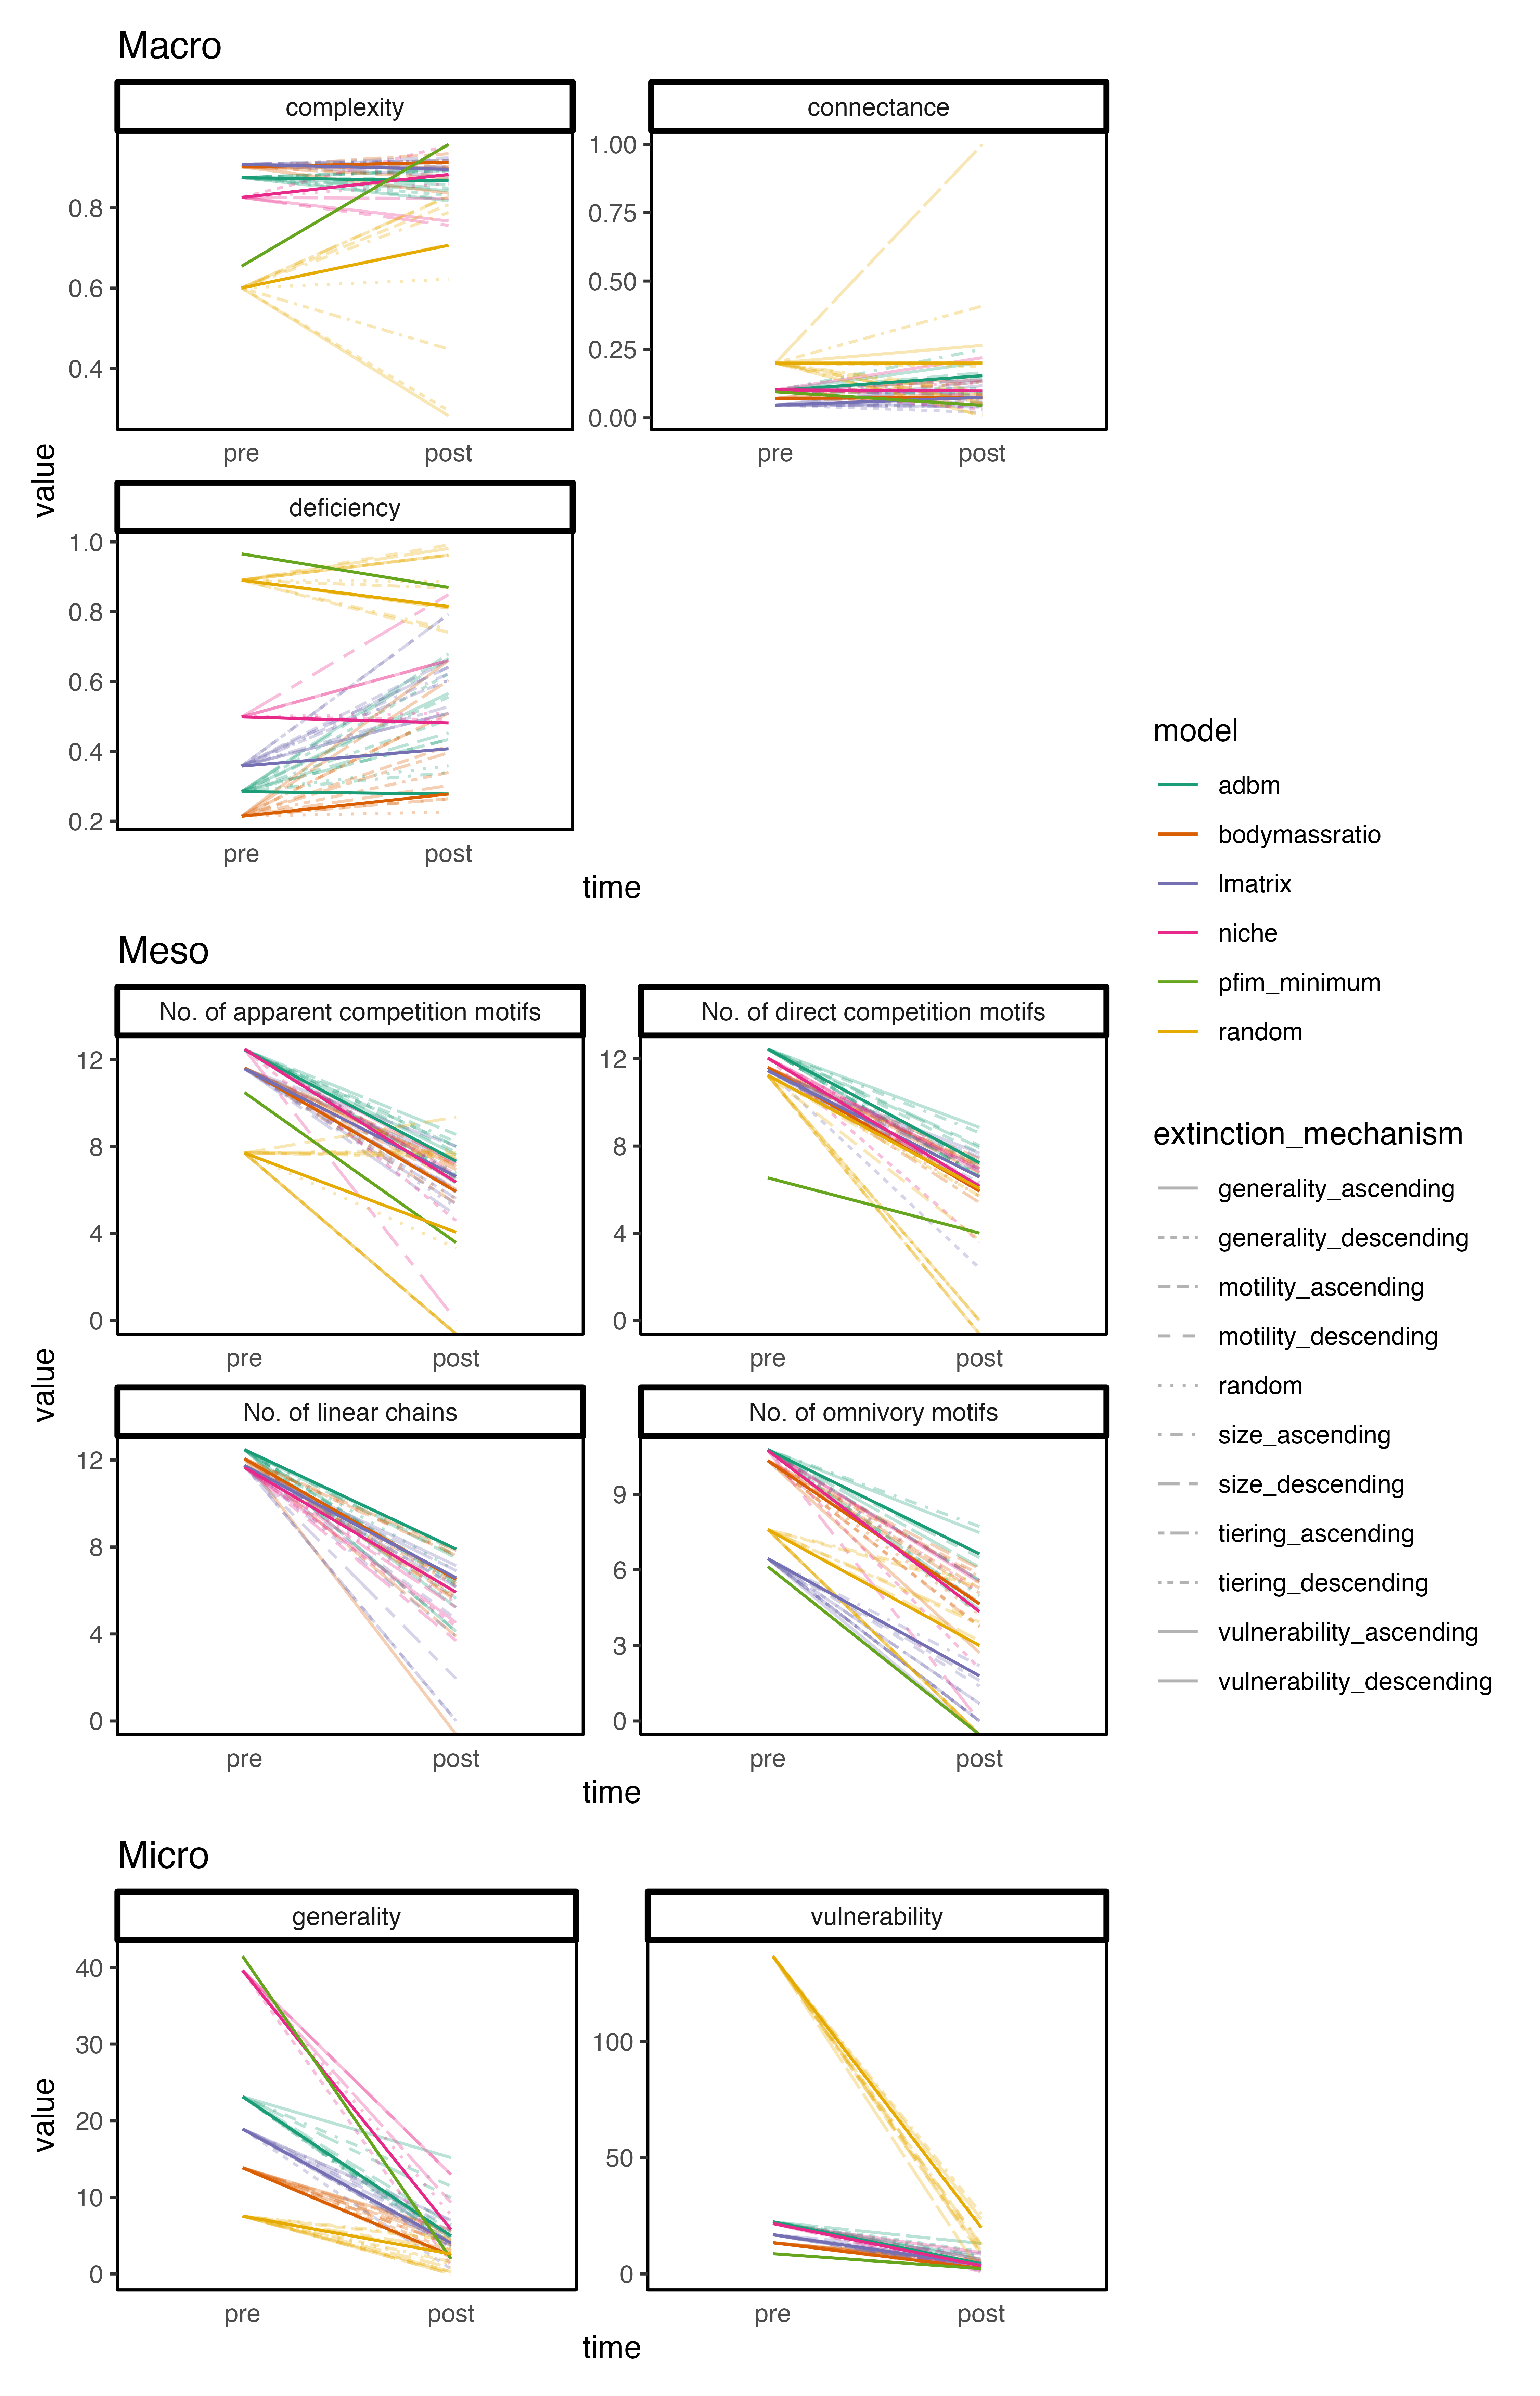 Macro
complexity
connectance
0.8
0.6
0.4
1.00
0.75
0.50
0.25
0.00
pre
post
pre
post
value
deficiency
1.0
0.8
0.6
0.4
0.2
pre
post
time
Meso
No. of apparent competition motifs
No. of direct competition motifs
12
8
4
0
12
8
4
0
pre
post
pre
post
value
No. of linear chains
No. of omnivory motifs
12
8
4
0
9
6
3
0
pre
post
pre
post
time
Micro
generality
vulnerability
40
30
20
10
0
100
50
0
value
pre
post
pre
post
time
model
adbm
bodymassratio
lmatrix
niche
pfim_minimum
random
extinction_mechanism
generality_ascending
generality_descending
motility_ascending
motility_descending
random
size_ascending
size_descending
tiering_ascending
tiering_descending
vulnerability_ascending
vulnerability_descending